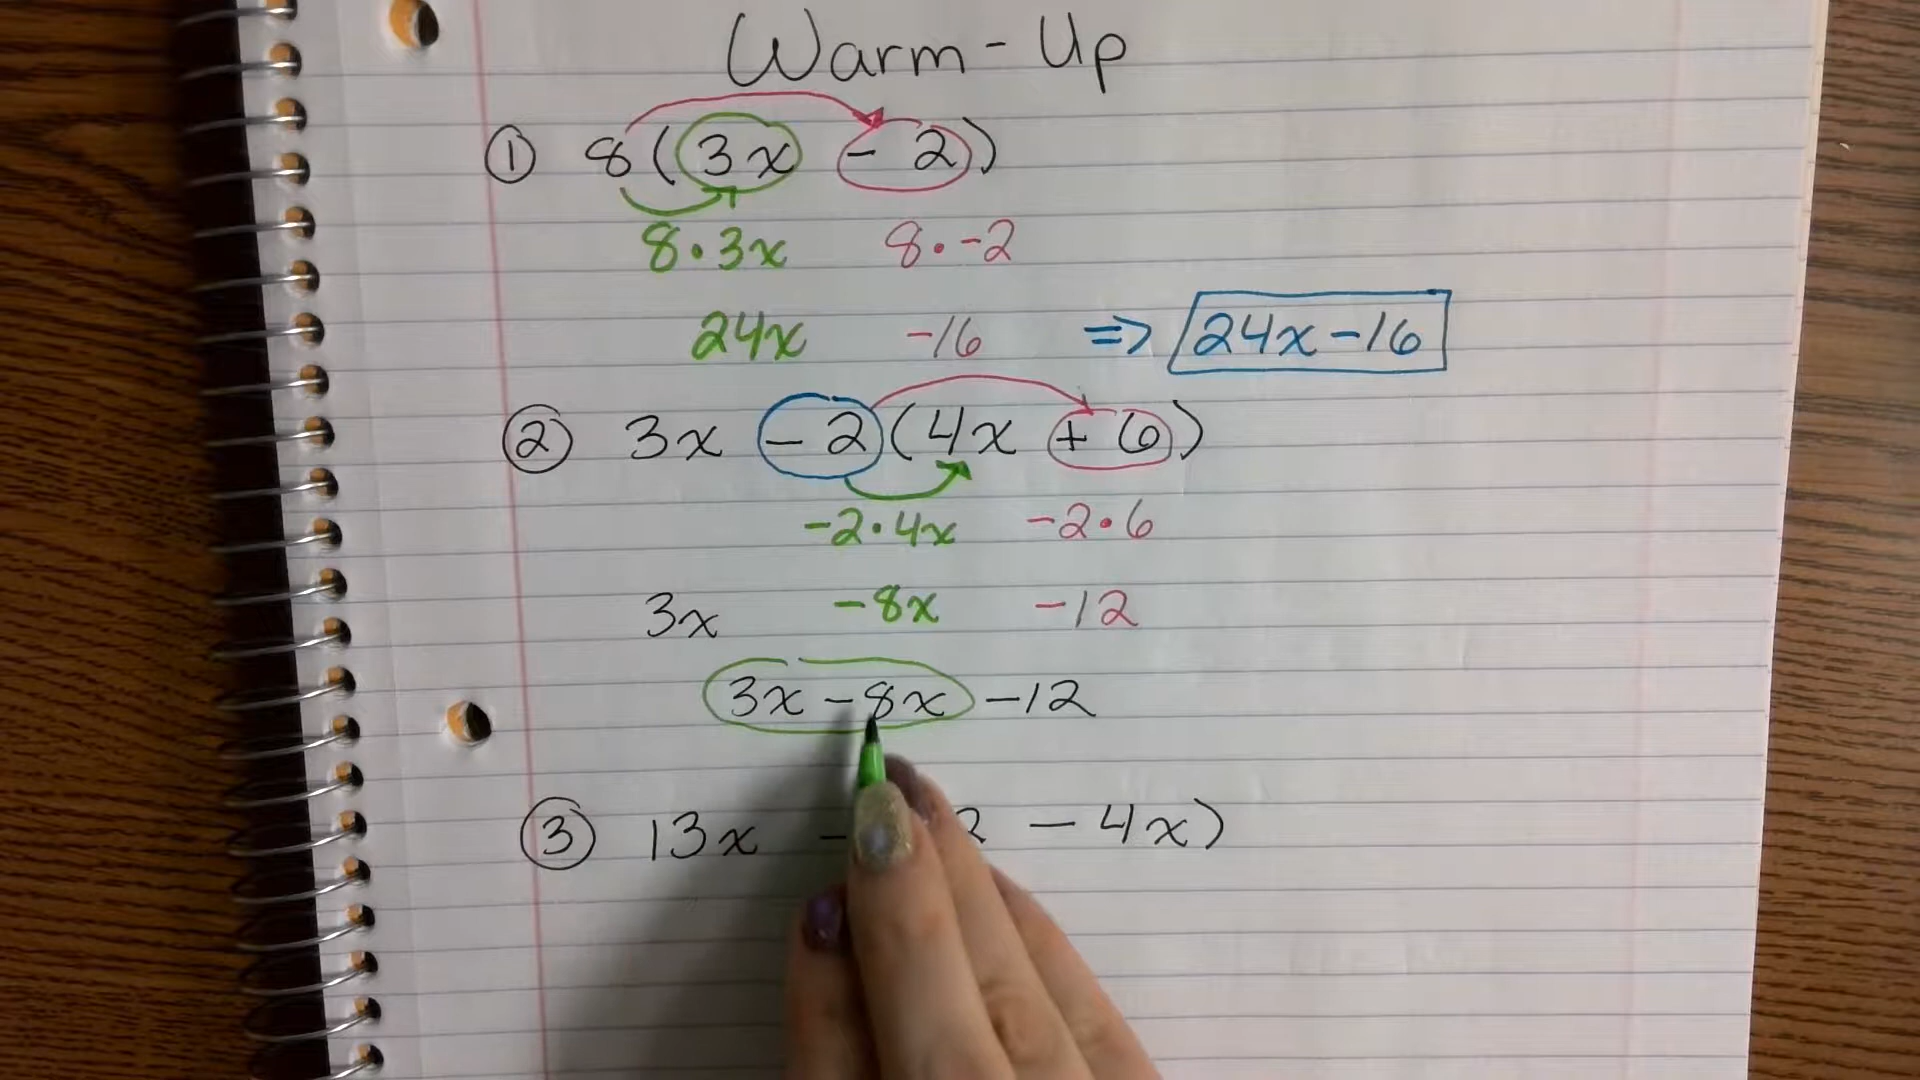 Warm-Up
① 8(3x - 2)
8·3x 8·-2
24x -16 => 24x-16
② 3x -2(4x + 6)
-2·4x -2·6
3x -8x -12
3x-8x-12
③ 13x - 2 - 4x)